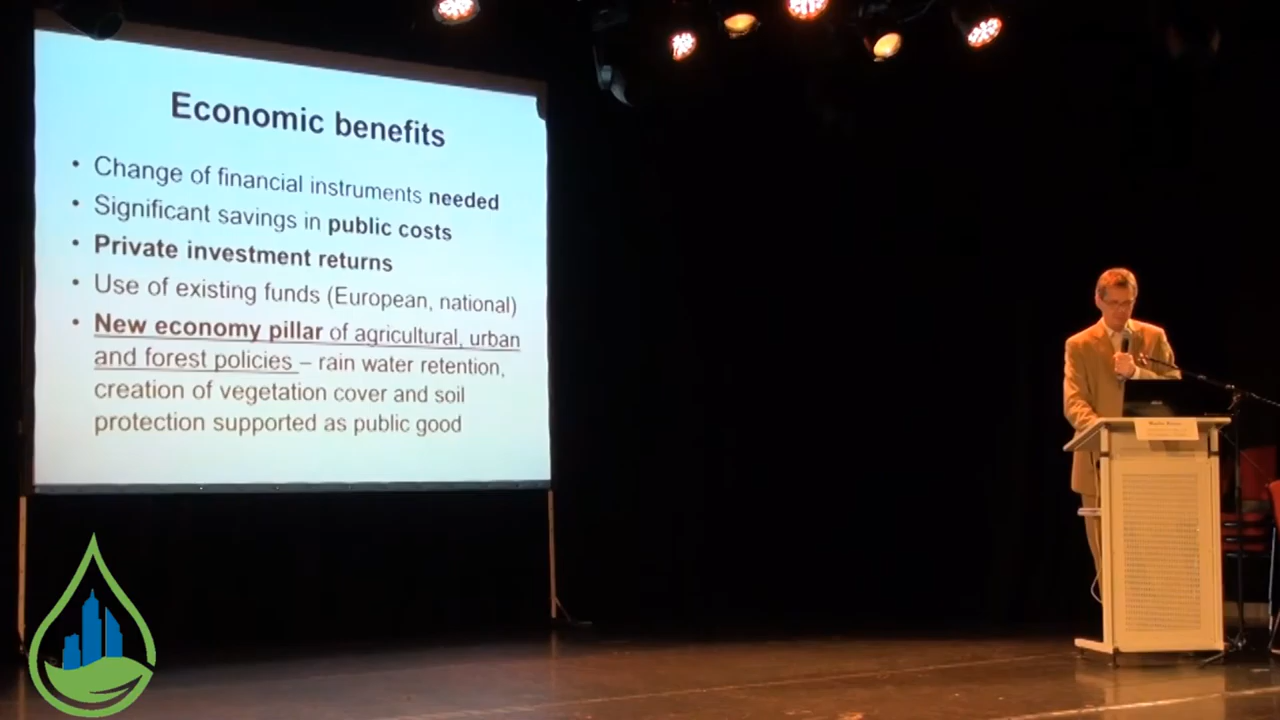 Economic benefits
• Change of financial instruments needed
• Significant savings in public costs
• Private investment returns
• Use of existing funds (European, national)
• New economy pillar of agricultural, urban
and forest policies – rain water retention,
creation of vegetation cover and soil
protection supported as public good